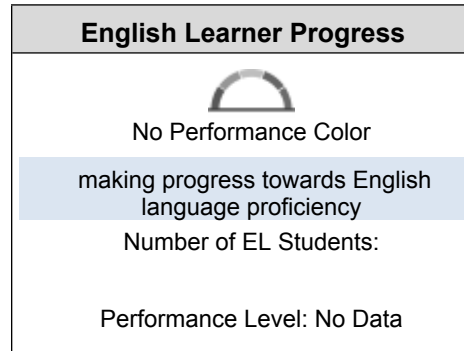 English Learner Progress
No Performance Color
making progress towards English
language proficiency
Number of EL Students:
Performance Level: No Data